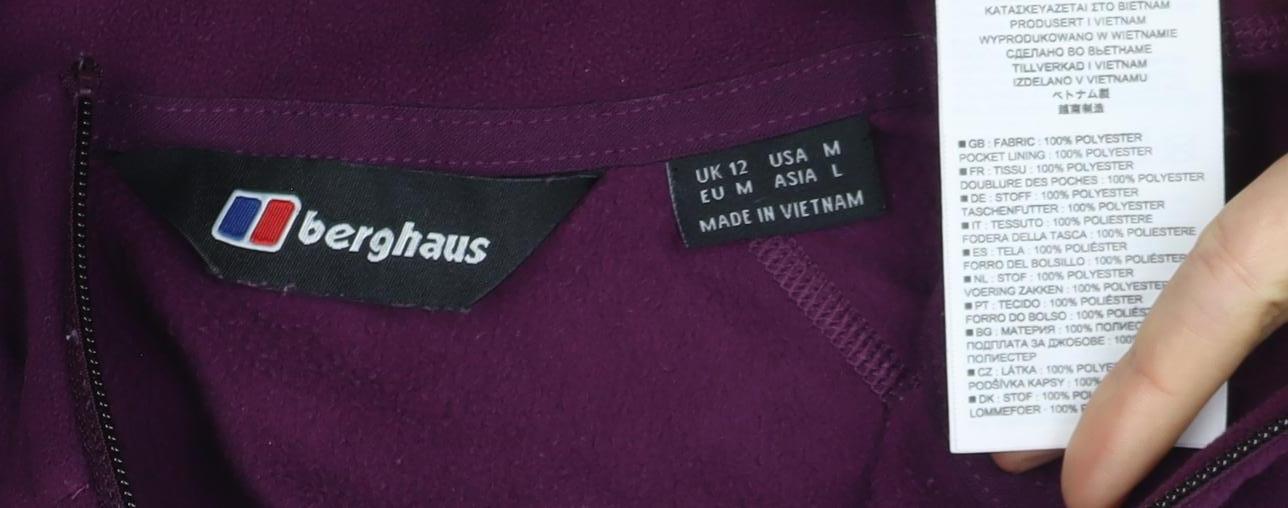 berghaus
UK 12 USA M
EU M ASIA L
MADE IN VIETNAM
ΚΑΤΑΣΚΕΥΑΖΕΤΑΙ ΣΤΟ ΒΙΕΤΝΑΜ
PRODUSERT I VIETNAM
WYPRODUKOWANO W WIETNAMIE
СДЕЛАНО ВО ВЬЕТНАМЕ
TILLVERKAD I VIETNAM
IZDELANO V VIETNAMU
ベトナム製
越南制造
■ GB : FABRIC : 100% POLYESTER
POCKET LINING : 100% POLYESTER
■ FR : TISSU : 100% POLYESTER
DOUBLURE DES POCHES : 100% POLYESTER
■ DE : STOFF : 100% POLYESTER
TASCHENFUTTER : 100% POLYESTER
■ IT : TESSUTO : 100% POLIESTERE
FODERA DELLA TASCA : 100% POLIESTERE
■ ES : TELA : 100% POLIÉSTER
FORRO DEL BOLSILLO : 100% POLIÉSTER
■ NL : STOF : 100% POLYESTER
VOERING ZAKKEN : 100% POLYESTER
■ PT : TECIDO : 100% POLIÉSTER
FORRO DO BOLSO : 100% POLIÉS
■ BG : МАТЕРИЯ : 100% ПОЛИЕС
ПОДПЛАТА ЗА ДЖОБОВЕ : 100%
ПОЛИЕСТЕР
■ CZ : LÁTKA : 100% POLYE
PODŠÍVKA KAPSY : 100%
■ DK : STOF : 100% POL
LOMMEFOER : 100%